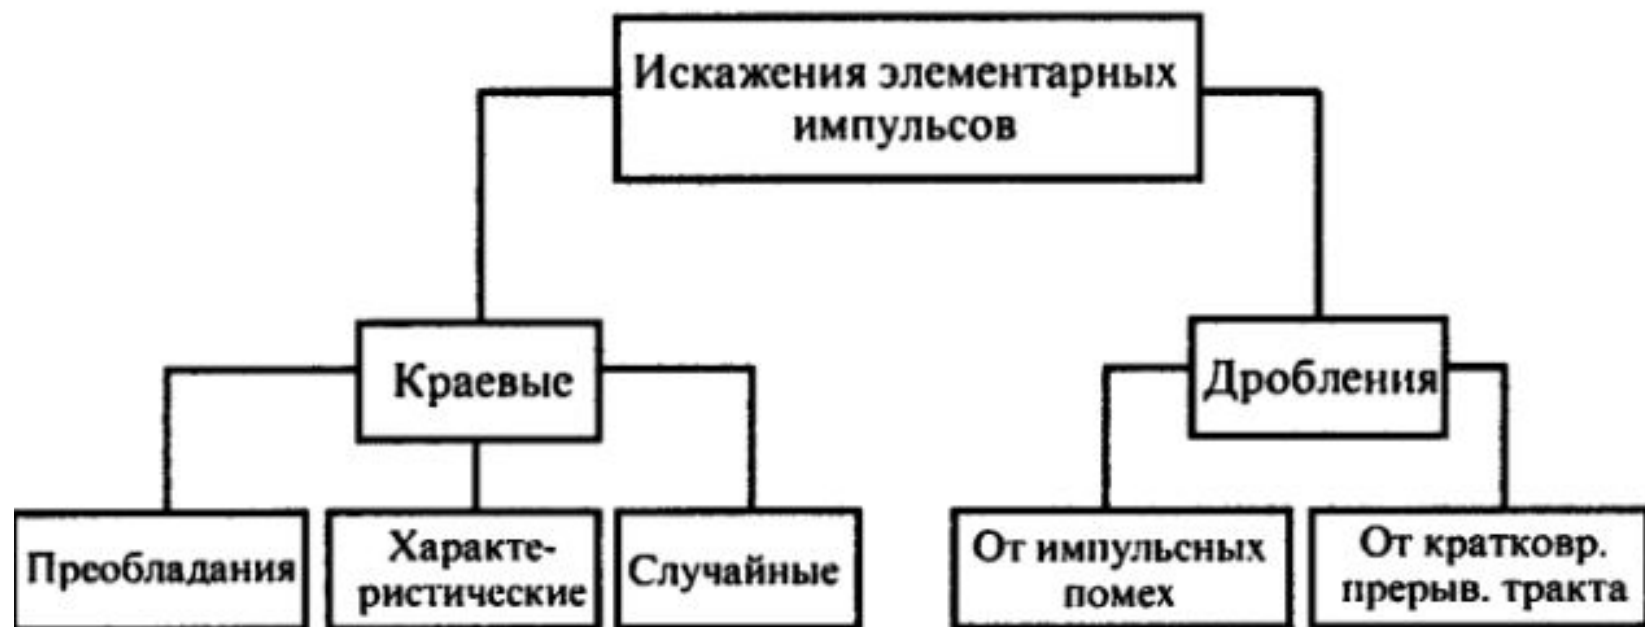 Искажения элементарных
импульсов
Краевые
Дробления
Преобладания
Характе-
ристические
Случайные
От импульсных
помех
От кратковр.
прерыв. тракта